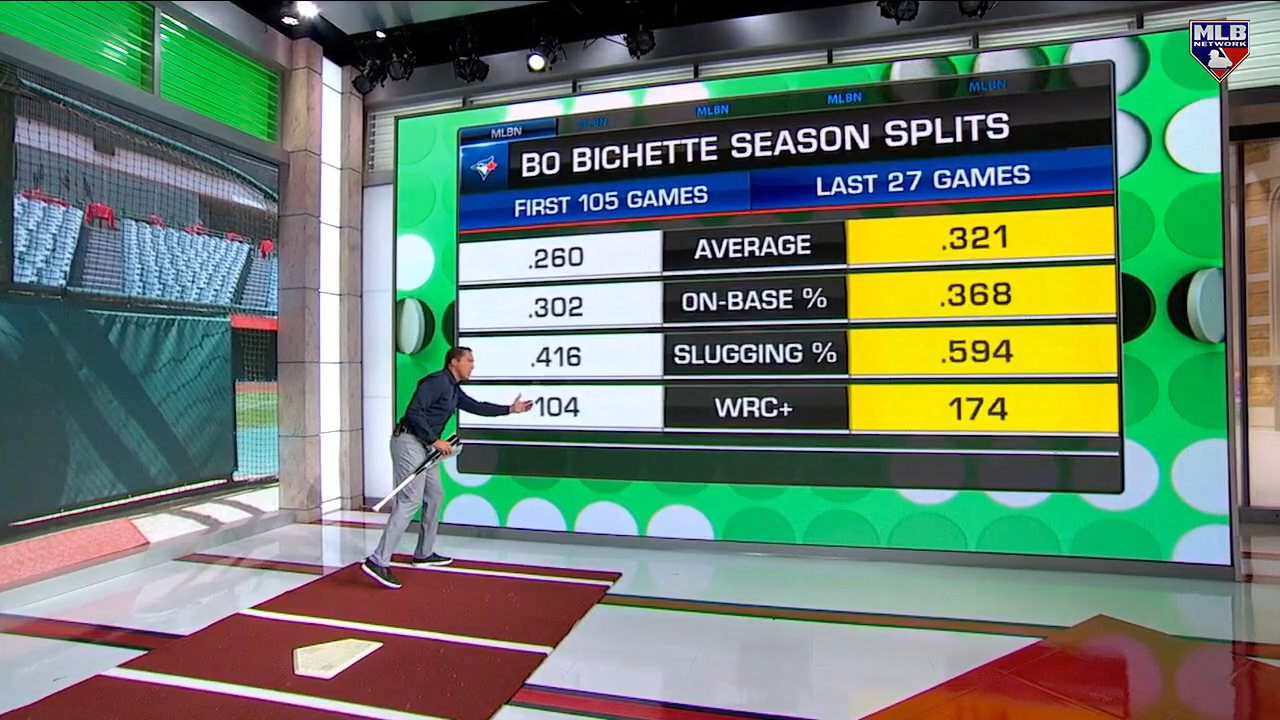 MLB
NETWORK
MLBN MLBN MLBN MLBN MLBN
BO BICHETTE SEASON SPLITS
FIRST 105 GAMES LAST 27 GAMES
.260 AVERAGE .321
.302 ON-BASE % .368
.416 SLUGGING % .594
104 WRC+ 174